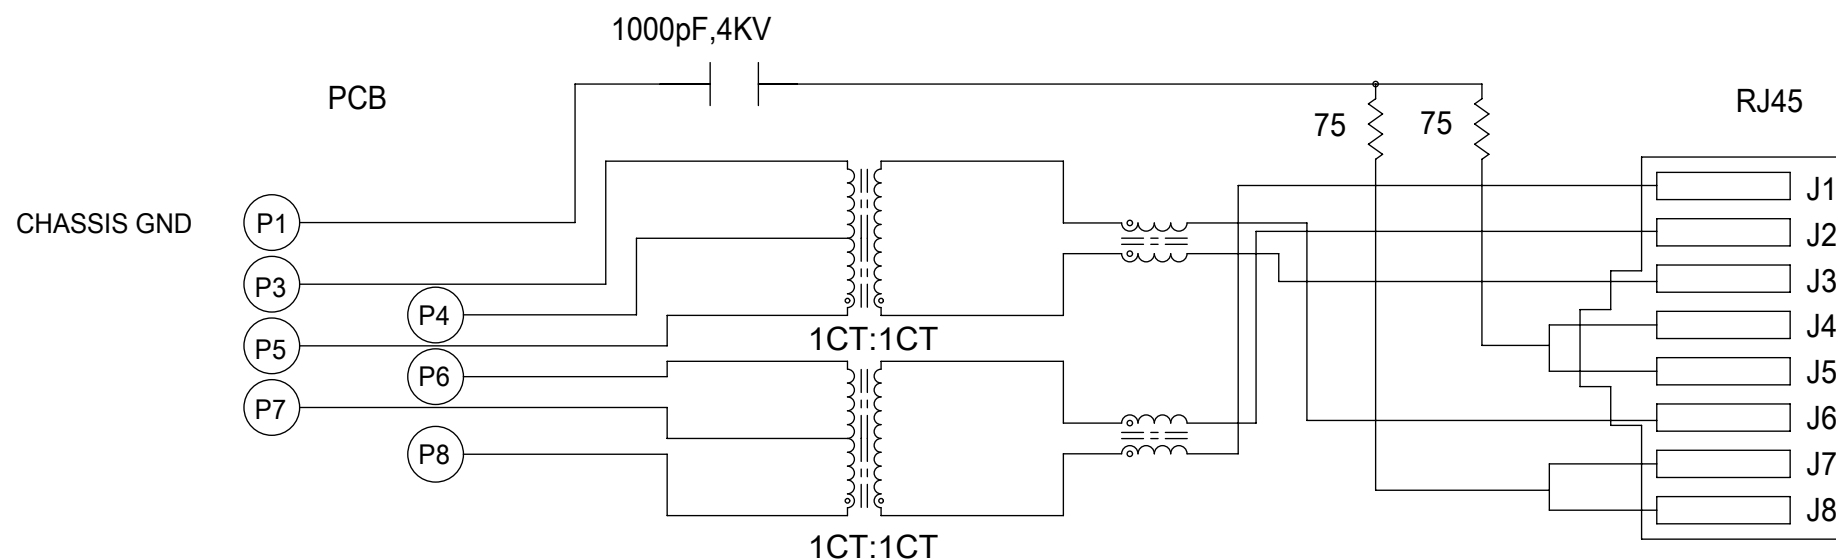 1000pF,4KV
PCB
RJ45
75
75
CHASSIS GND
P1
P3
P4
P5
P6
P7
P8
1CT:1CT
1CT:1CT
J1
J2
J3
J4
J5
J6
J7
J8